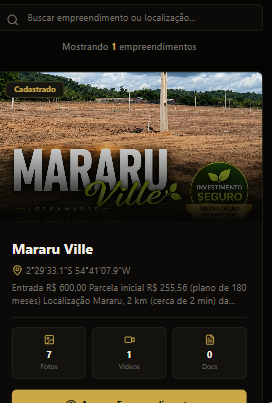 Buscar empreendimento ou localização...
Mostrando 1 empreendimentos
Cadastrado
MARARU
Ville
LOTEAMENTO
INVESTIMENTO
SEGURO
VALORIZAÇÃO
GARANTIDA
Mararu Ville
2°29'33.1"S 54°41'07.9"W
Entrada R$ 600,00 Parcela inicial R$ 255,56 (plano de 180
meses) Localização Mararu, 2 km (cerca de 2 min) da...
7
Fotos
1
Vídeos
0
Docs